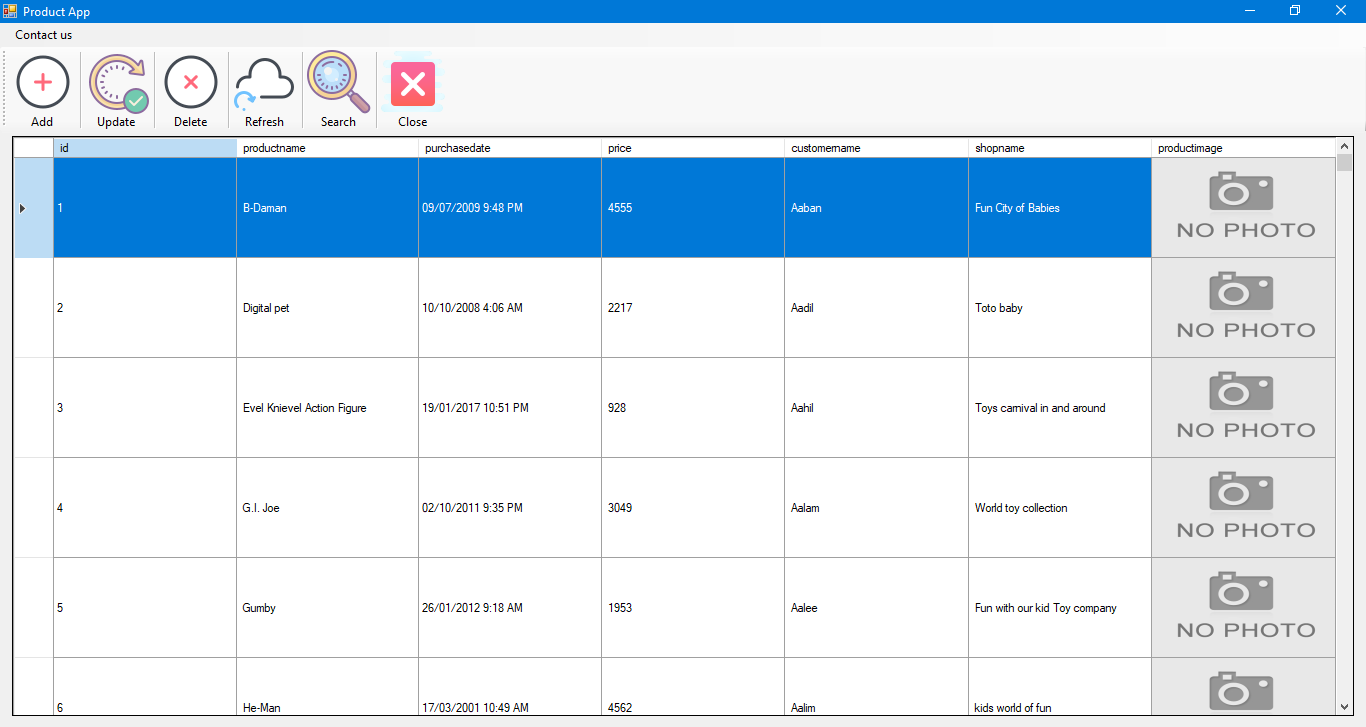 Product App
Contact us
Add Update Delete Refresh Search Close
id productname purchasedate price customername shopname productimage
1 B-Daman 09/07/2009 9:48 PM 4555 Aaban Fun City of Babies NO PHOTO
2 Digital pet 10/10/2008 4:06 AM 2217 Aadil Toto baby NO PHOTO
3 Evel Knievel Action Figure 19/01/2017 10:51 PM 928 Aahil Toys carnival in and around NO PHOTO
4 G.I. Joe 02/10/2011 9:35 PM 3049 Aalam World toy collection NO PHOTO
5 Gumby 26/01/2012 9:18 AM 1953 Aalee Fun with our kid Toy company NO PHOTO
6 He-Man 17/03/2001 10:49 AM 4562 Aalim kids world of fun